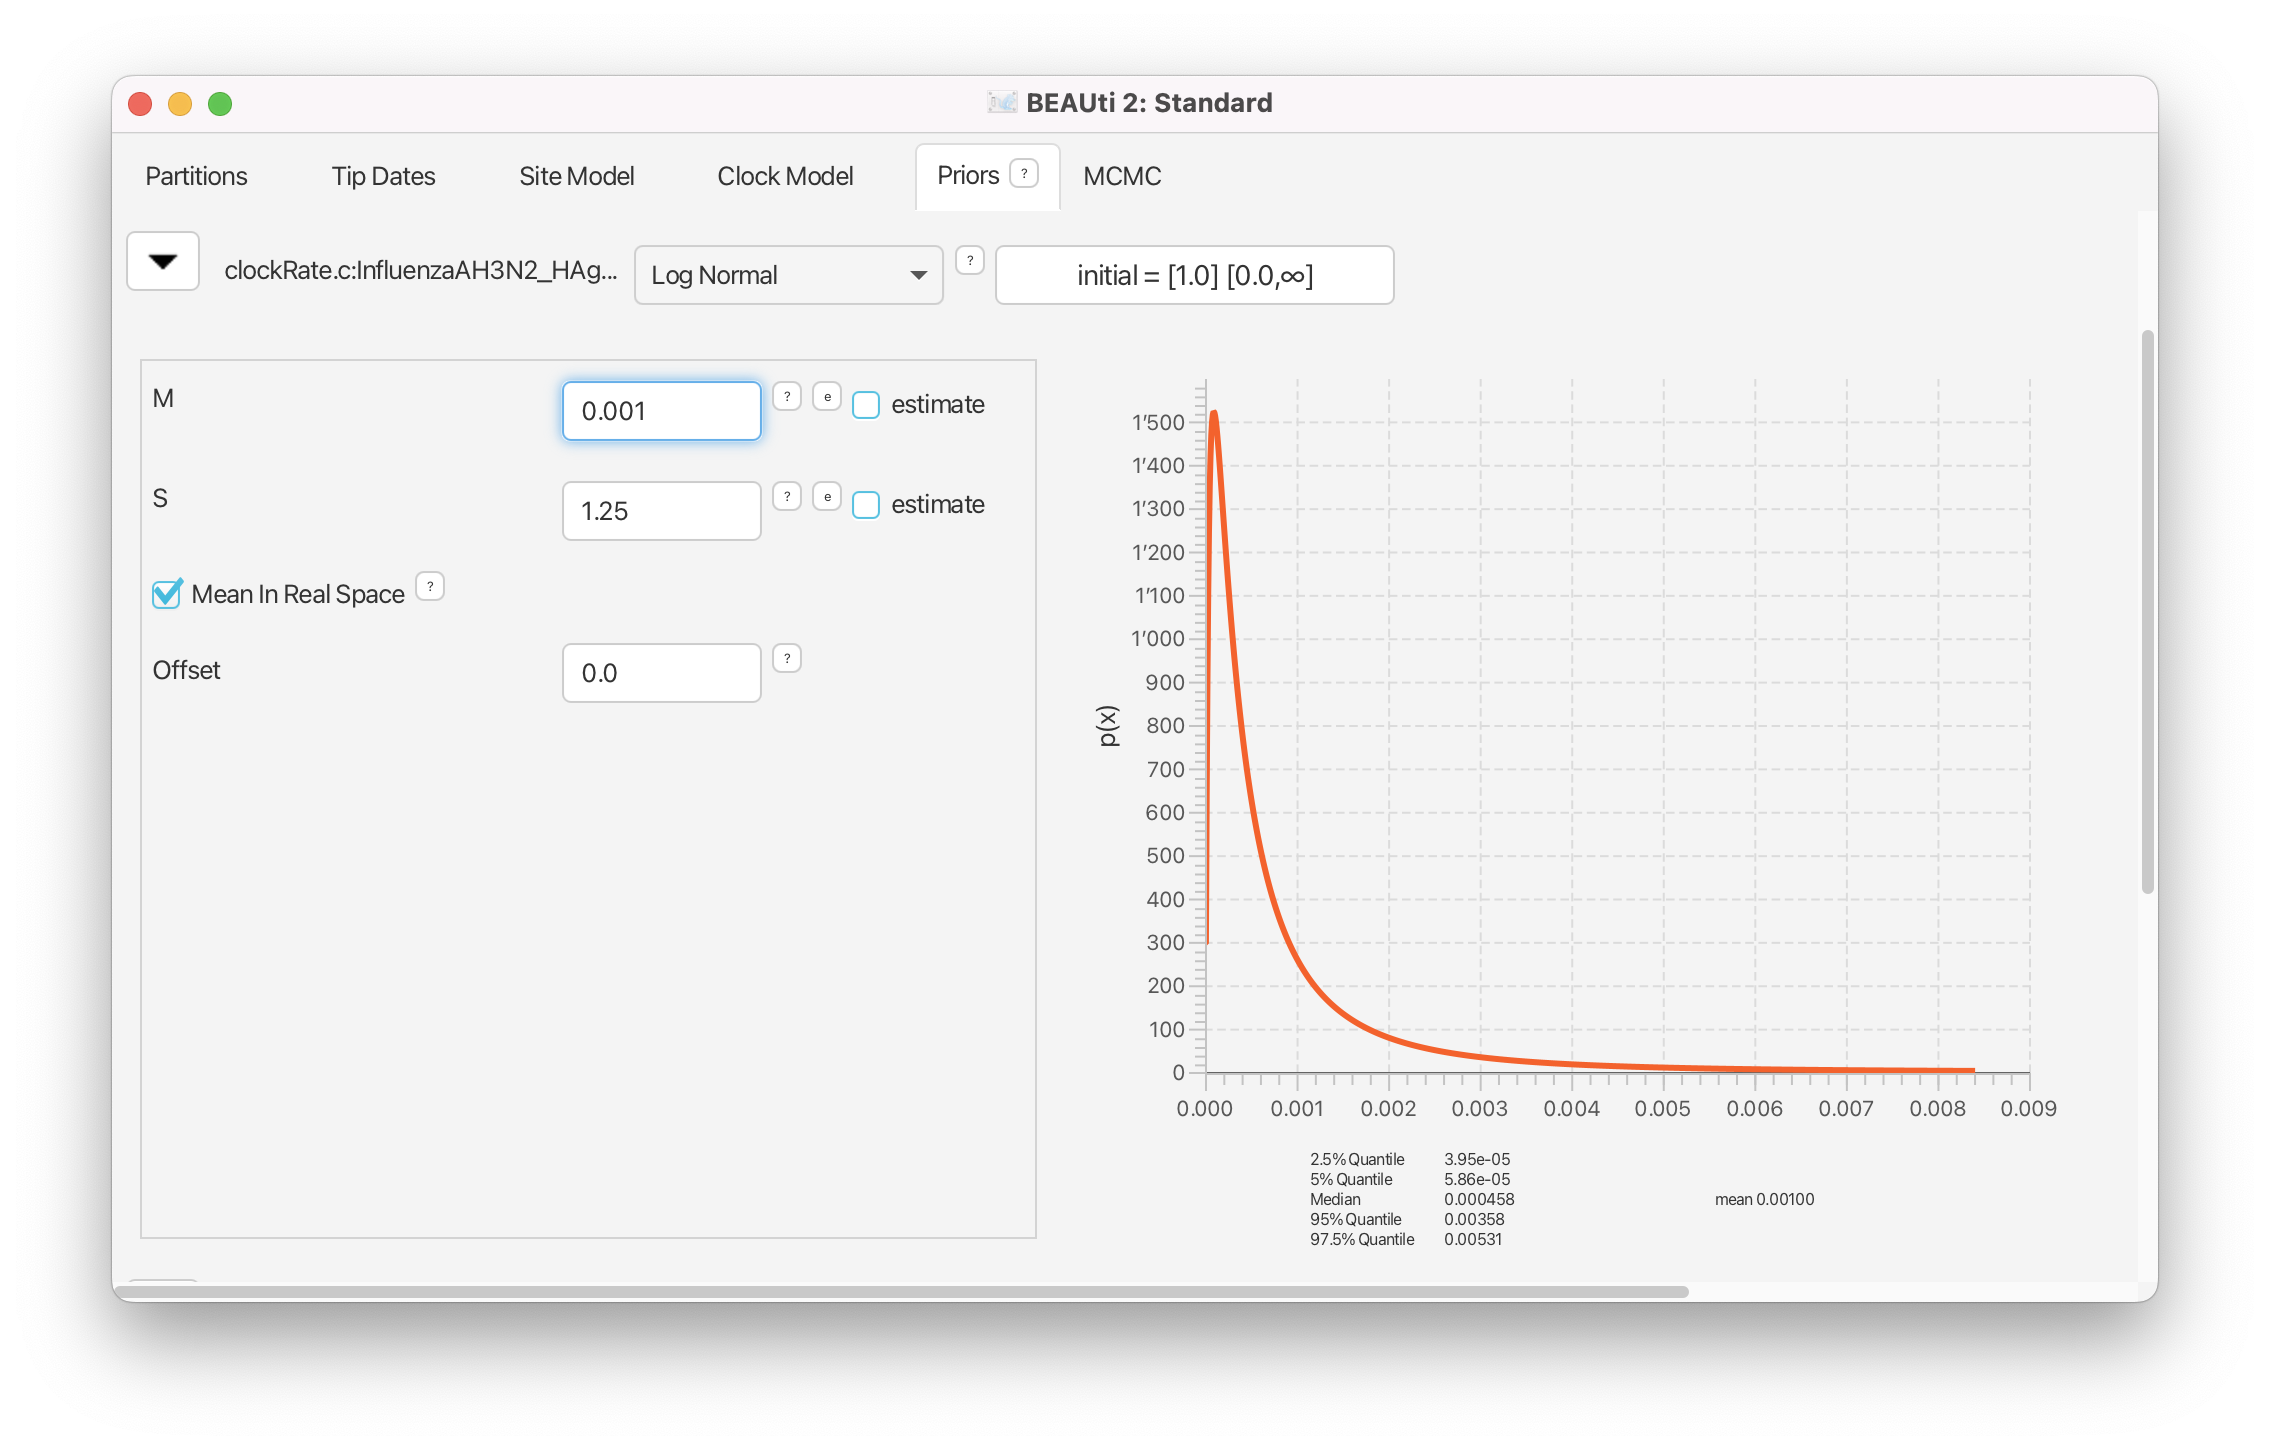 BEAUti 2: Standard
Partitions Tip Dates Site Model Clock Model Priors ? MCMC
clockRate.c:InfluenzaAH3N2_HAg... Log Normal ? initial = [1.0] [0.0,∞]
M 0.001 ? e estimate
S 1.25 ? e estimate
Mean In Real Space ?
Offset 0.0 ?
p(x)
1’500
1’400
1’300
1’200
1’100
1’000
900
800
700
600
500
400
300
200
100
0
0.000 0.001 0.002 0.003 0.004 0.005 0.006 0.007 0.008 0.009
2.5% Quantile 3.95e-05
5% Quantile 5.86e-05
Median 0.000458 mean 0.00100
95% Quantile 0.00358
97.5% Quantile 0.00531